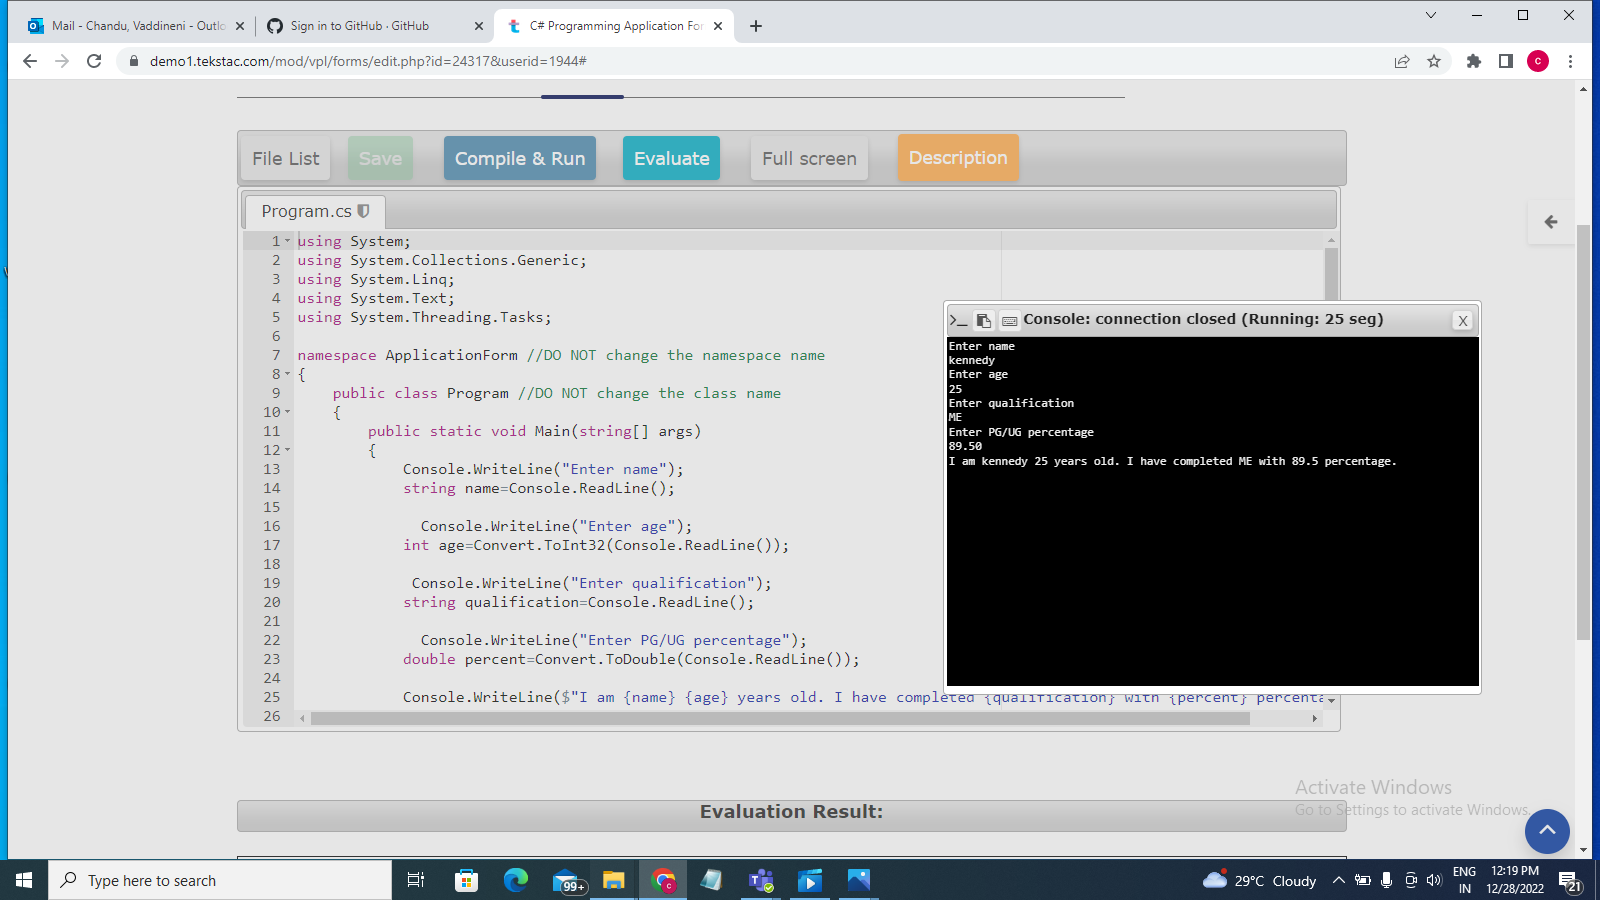 Mail - Chandu, Vaddineni - Outlo
Sign in to GitHub · GitHub
C# Programming Application For
demo1.tekstac.com/mod/vpl/forms/edit.php?id=24317&userid=1944#
c
File List
Save
Compile & Run
Evaluate
Full screen
Description
Program.cs
1 using System;
2 using System.Collections.Generic;
3 using System.Linq;
4 using System.Text;
5 using System.Threading.Tasks;
6
7 namespace ApplicationForm //DO NOT change the namespace name
8 {
9 public class Program //DO NOT change the class name
10 {
11 public static void Main(string[] args)
12 {
13 Console.WriteLine("Enter name");
14 string name=Console.ReadLine();
15
16 Console.WriteLine("Enter age");
17 int age=Convert.ToInt32(Console.ReadLine());
18
19 Console.WriteLine("Enter qualification");
20 string qualification=Console.ReadLine();
21
22 Console.WriteLine("Enter PG/UG percentage");
23 double percent=Convert.ToDouble(Console.ReadLine());
24
25 Console.WriteLine($"I am {name} {age} years old. I have completed {qualification} with {percent} percenta
26
Console: connection closed (Running: 25 seg)
X
Enter name
kennedy
Enter age
25
Enter qualification
ME
Enter PG/UG percentage
89.50
I am kennedy 25 years old. I have completed ME with 89.5 percentage.
Evaluation Result:
Activate Windows
Go to Settings to activate Windows.
Type here to search
99+
29°C Cloudy
ENG
IN
12:19 PM
12/28/2022
21